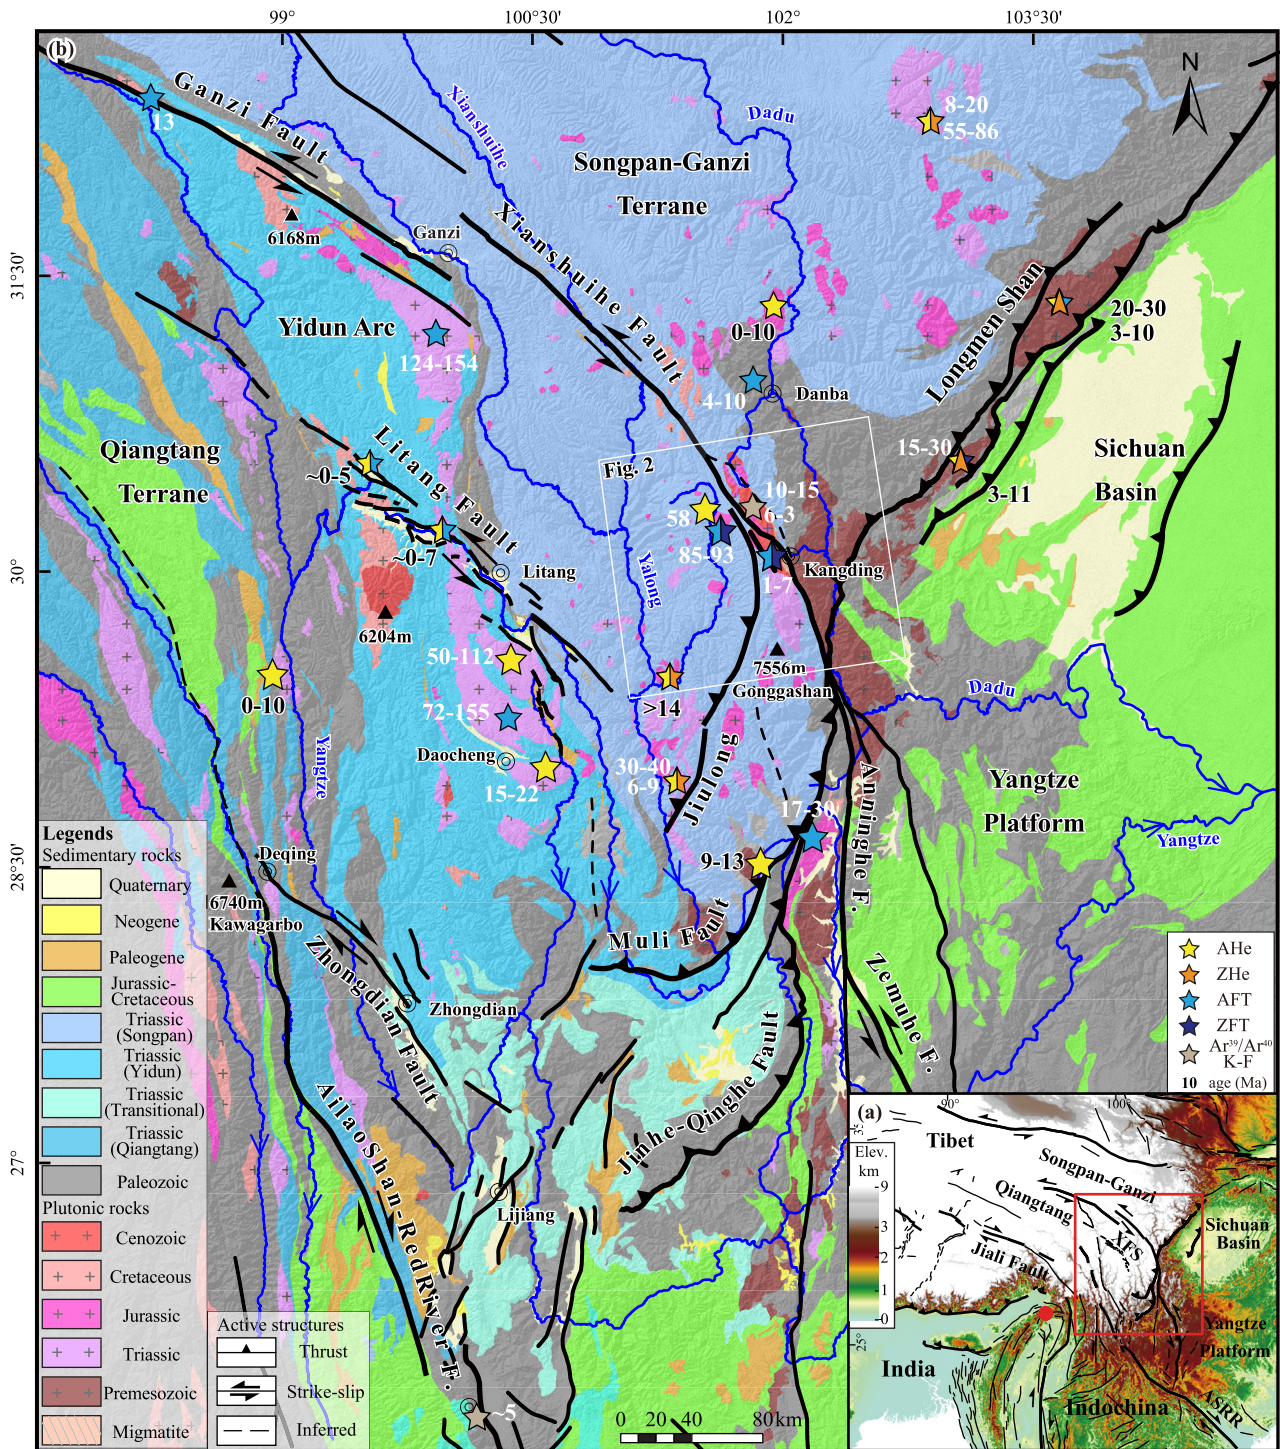 99°
100°30'
102°
103°30'
(b)
N
Ganzi Fault
13
Xianshuihe
Dadu
8-20
55-86
Songpan-Ganzi
Terrane
6168m
Ganzi
Xianshuihe Fault
31°30'
Yidun Arc
124-154
0-10
Longmen Shan
20-30
3-10
4-10
Danba
Qiangtang
Terrane
Litang Fault
~0-5
Fig. 2
15-30
3-11
Sichuan
Basin
10-15
6-3
58
85-93
~0-7
30°
Litang
Yalong
Kangding
1-7
6204m
50-112
7556m
Gonggashan
0-10
>14
Dadu
72-155
Yangtze
Daocheng
15-22
30-40
6-9
Jiulong
17-30
Anninghe F.
Yangtze
Platform
Yangtze
28°30'
Deqing
6740m
Kawagarbo
9-13
Muli Fault
Zhongdian Fault
Zhongdian
Zemuhe F.
27°
Jinhe-Qinghe Fault
AilaoShan-RedRiver F.
Lijiang
~5
0 20 40 80km
Legends
Sedimentary rocks
Quaternary
Neogene
Paleogene
Jurassic-
Cretaceous
Triassic
(Songpan)
Triassic
(Yidun)
Triassic
(Transitional)
Triassic
(Qiangtang)
Paleozoic
Plutonic rocks
Cenozoic
Cretaceous
Jurassic
Triassic
Premesozoic
Migmatite
Active structures
Thrust
Strike-slip
Inferred
AHe
ZHe
AFT
ZFT
Ar³⁹/Ar⁴⁰
K-F
10 age (Ma)
(a)
90°
100°
25°
Elev.
km
9
3
2
1
0
Tibet
Songpan-Ganzi
Qiangtang
Jiali Fault
XFS
Sichuan
Basin
Yangtze
Platform
India
Indochina
ASRR